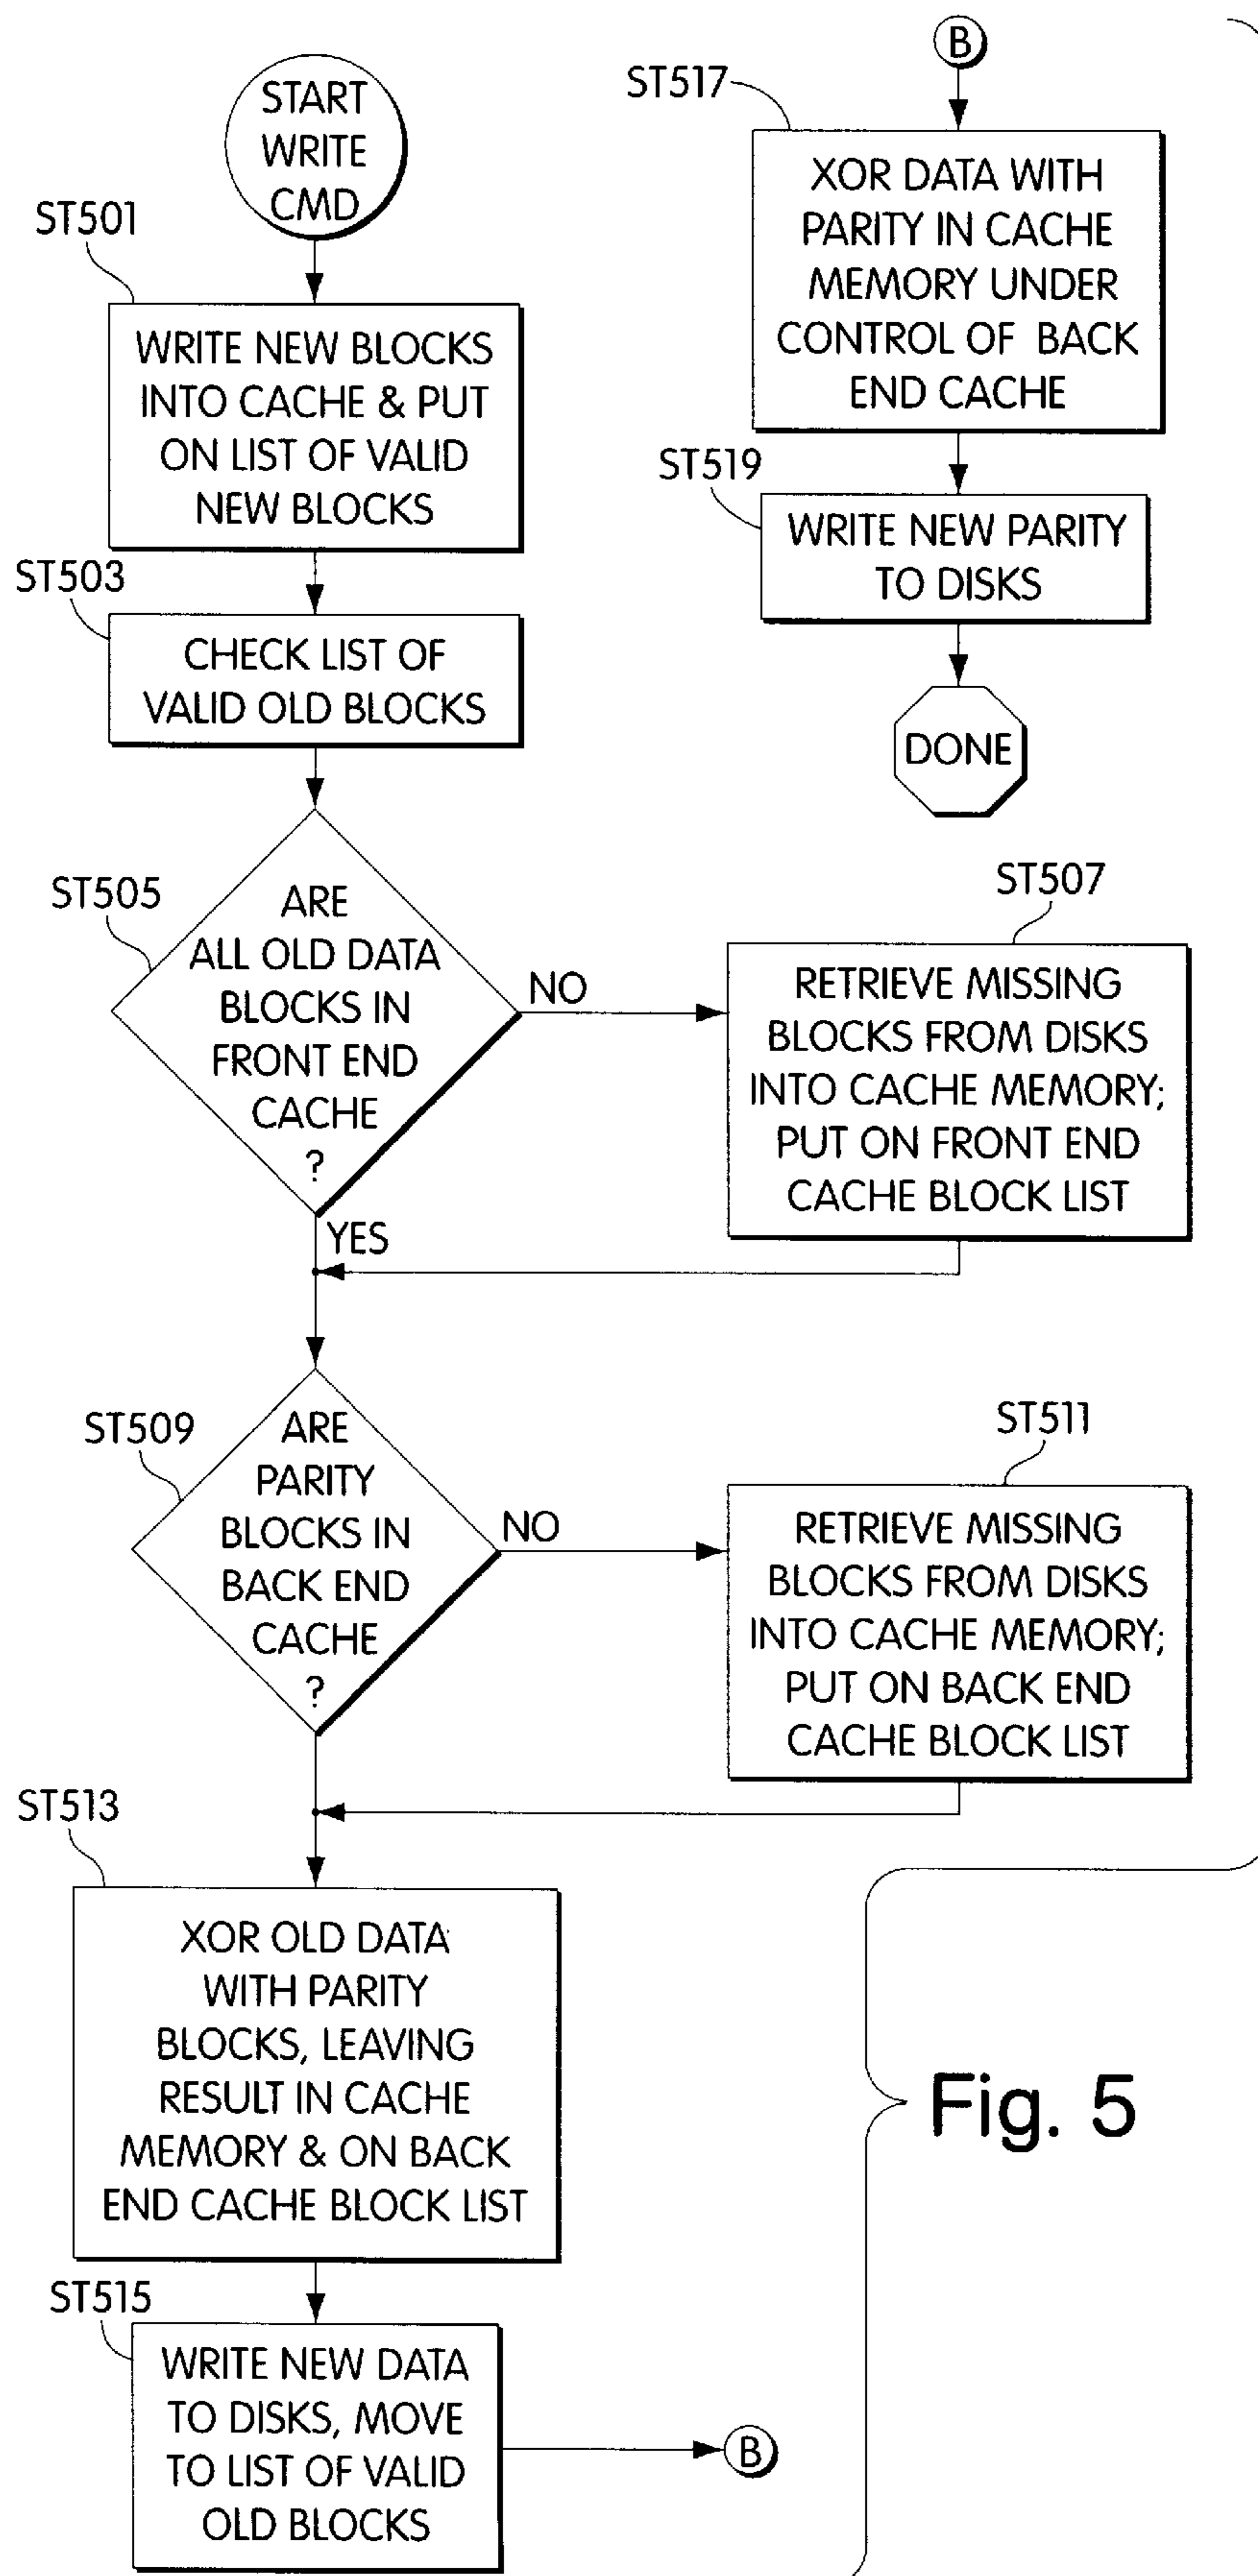 START
WRITE
CMD
ST501
WRITE NEW BLOCKS
INTO CACHE & PUT
ON LIST OF VALID
NEW BLOCKS
ST503
CHECK LIST OF
VALID OLD BLOCKS
ST505
ARE
ALL OLD DATA
BLOCKS IN
FRONT END
CACHE
?
NO
YES
ST507
RETRIEVE MISSING
BLOCKS FROM DISKS
INTO CACHE MEMORY;
PUT ON FRONT END
CACHE BLOCK LIST
ST509
ARE
PARITY
BLOCKS IN
BACK END
CACHE
?
NO
ST511
RETRIEVE MISSING
BLOCKS FROM DISKS
INTO CACHE MEMORY;
PUT ON BACK END
CACHE BLOCK LIST
ST513
XOR OLD DATA
WITH PARITY
BLOCKS, LEAVING
RESULT IN CACHE
MEMORY & ON BACK
END CACHE BLOCK LIST
ST515
WRITE NEW DATA
TO DISKS, MOVE
TO LIST OF VALID
OLD BLOCKS
B
B
ST517
XOR DATA WITH
PARITY IN CACHE
MEMORY UNDER
CONTROL OF BACK
END CACHE
ST519
WRITE NEW PARITY
TO DISKS
DONE
Fig. 5